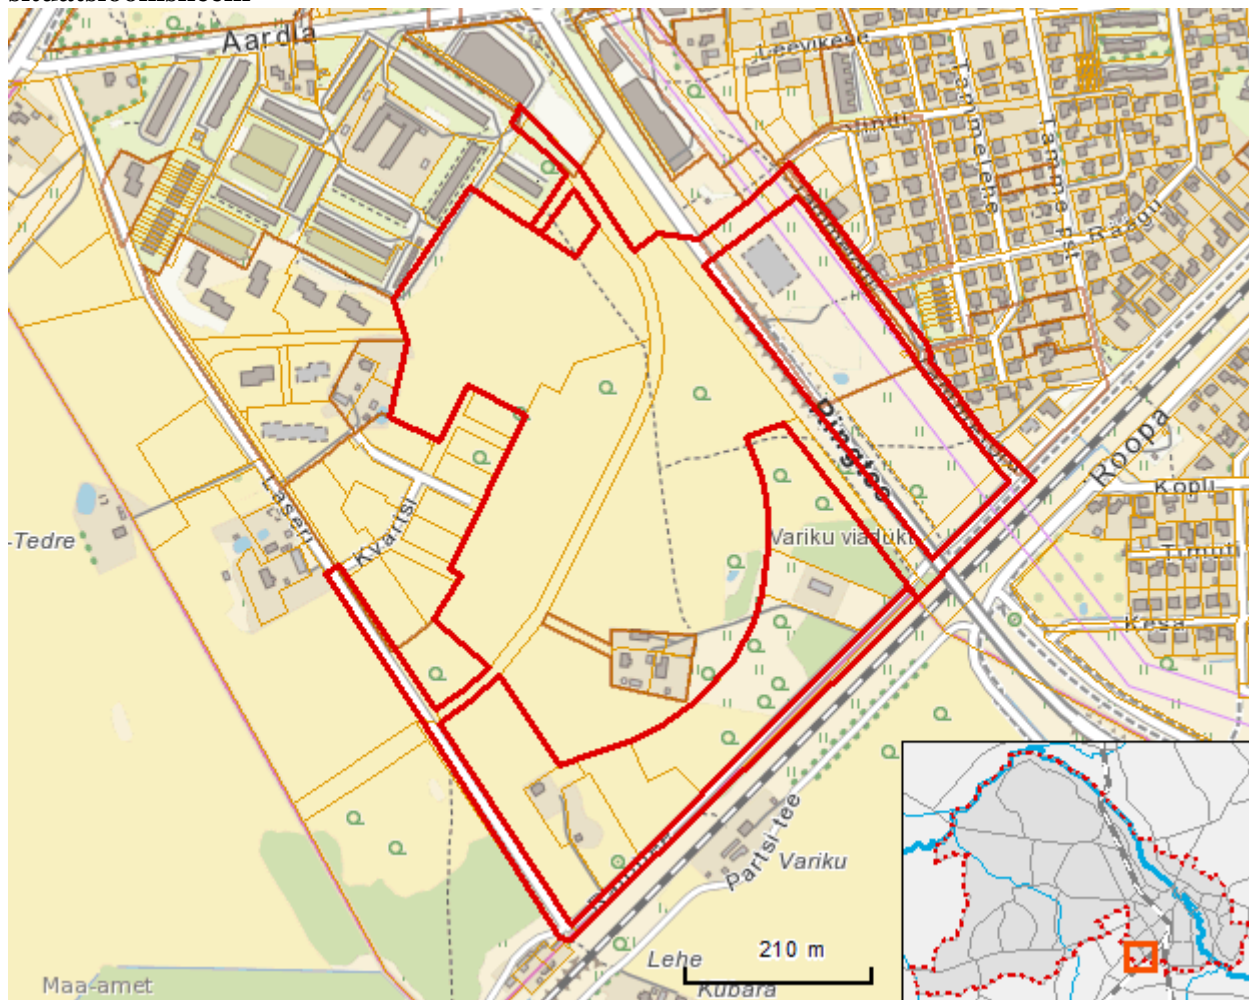 Aardla
Leevikese
Tammelehe
Tamme pst
Räägu
Ringtee
Roopa
Kopli
Timuti
Kesa
Laseri
Kvartsi
-Tedre
Variku viadukt
Partsi tee
Variku
Lehe
Kubara
210 m
Maa-amet